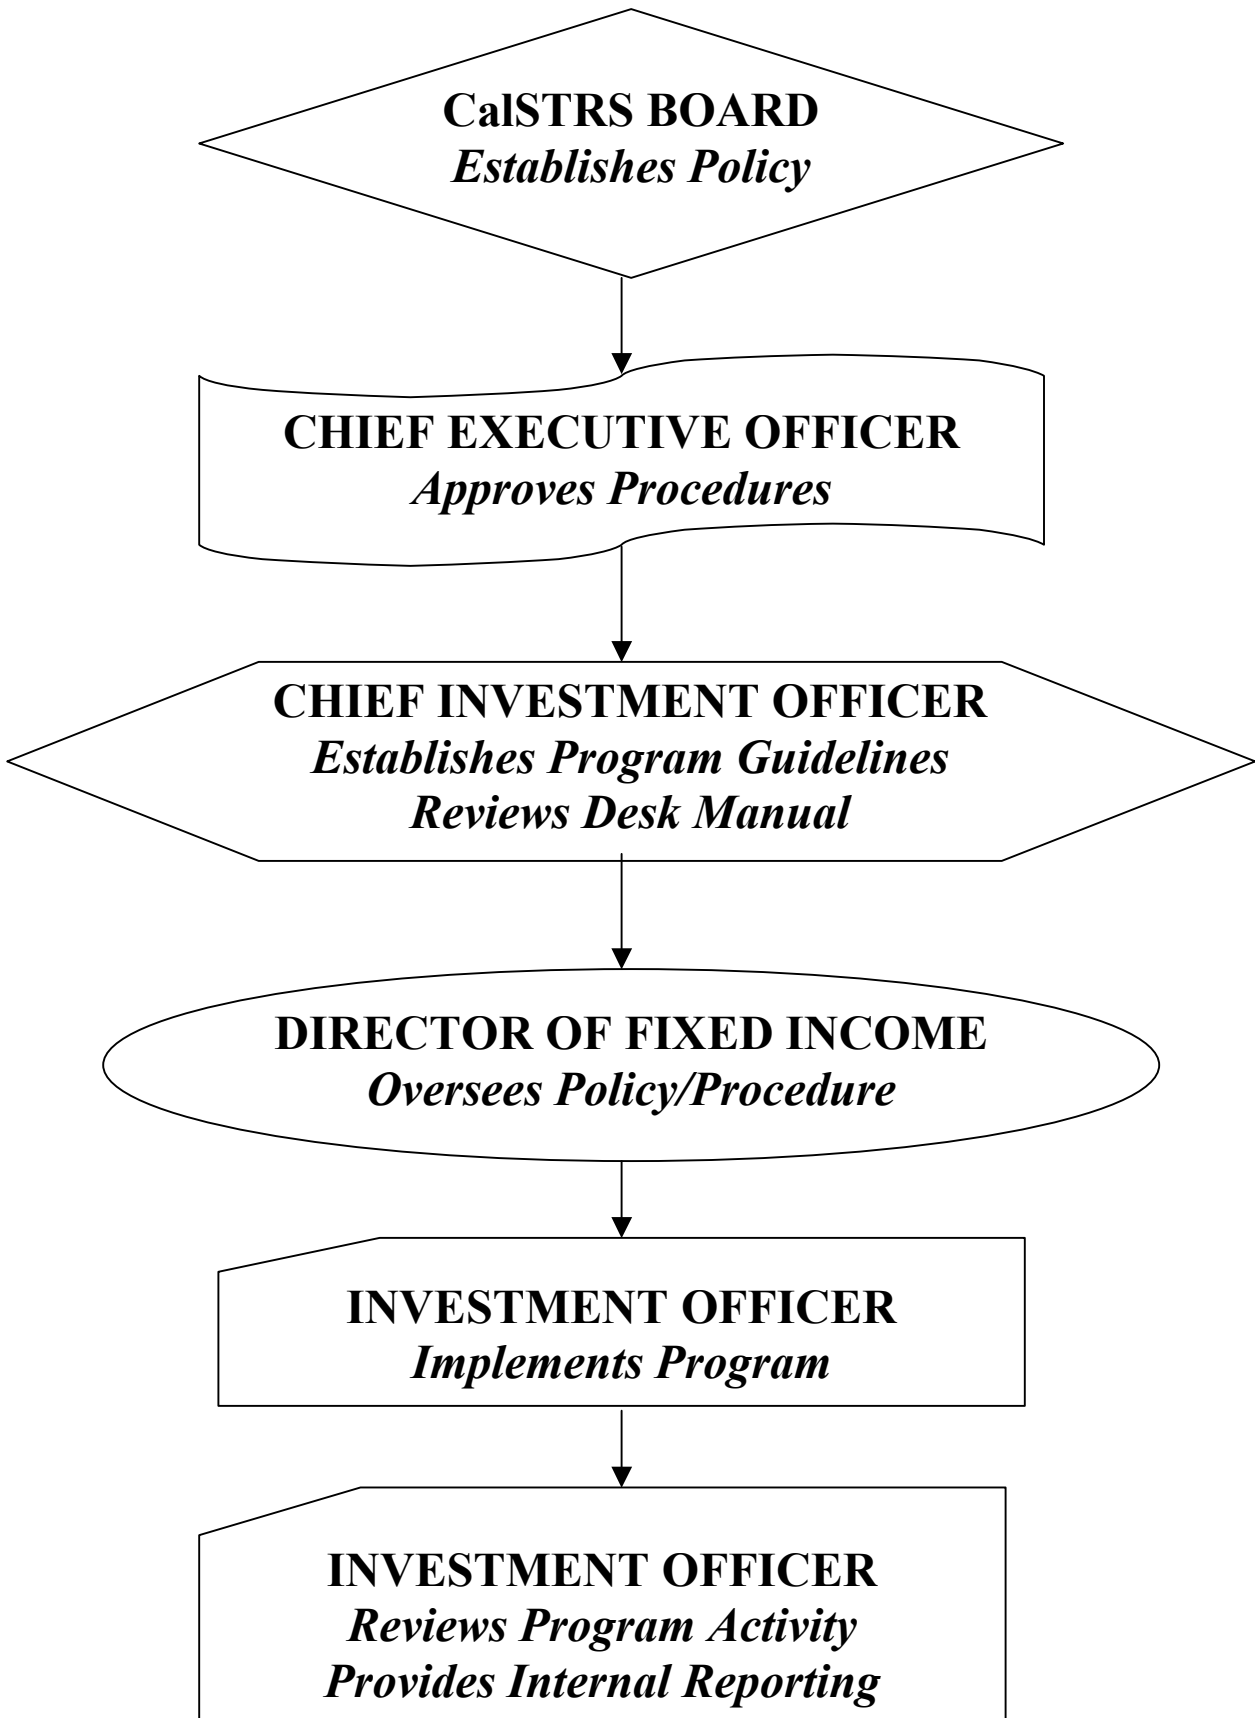 CalSTRS BOARD
Establishes Policy
CHIEF EXECUTIVE OFFICER
Approves Procedures
CHIEF INVESTMENT OFFICER
Establishes Program Guidelines
Reviews Desk Manual
DIRECTOR OF FIXED INCOME
Oversees Policy/Procedure
INVESTMENT OFFICER
Implements Program
INVESTMENT OFFICER
Reviews Program Activity
Provides Internal Reporting